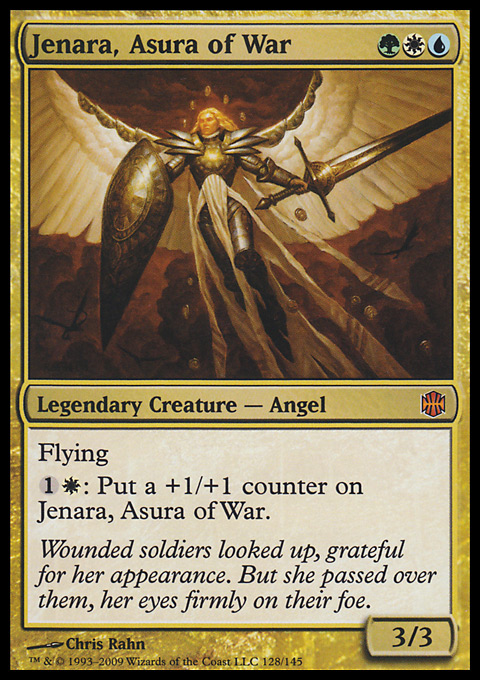 Jenara, Asura of War
Legendary Creature — Angel
Flying
1 : Put a +1/+1 counter on
Jenara, Asura of War.
Wounded soldiers looked up, grateful
for her appearance. But she passed over
them, her eyes firmly on their foe.
Chris Rahn
3/3
™ & © 1993–2009 Wizards of the Coast LLC 128/145